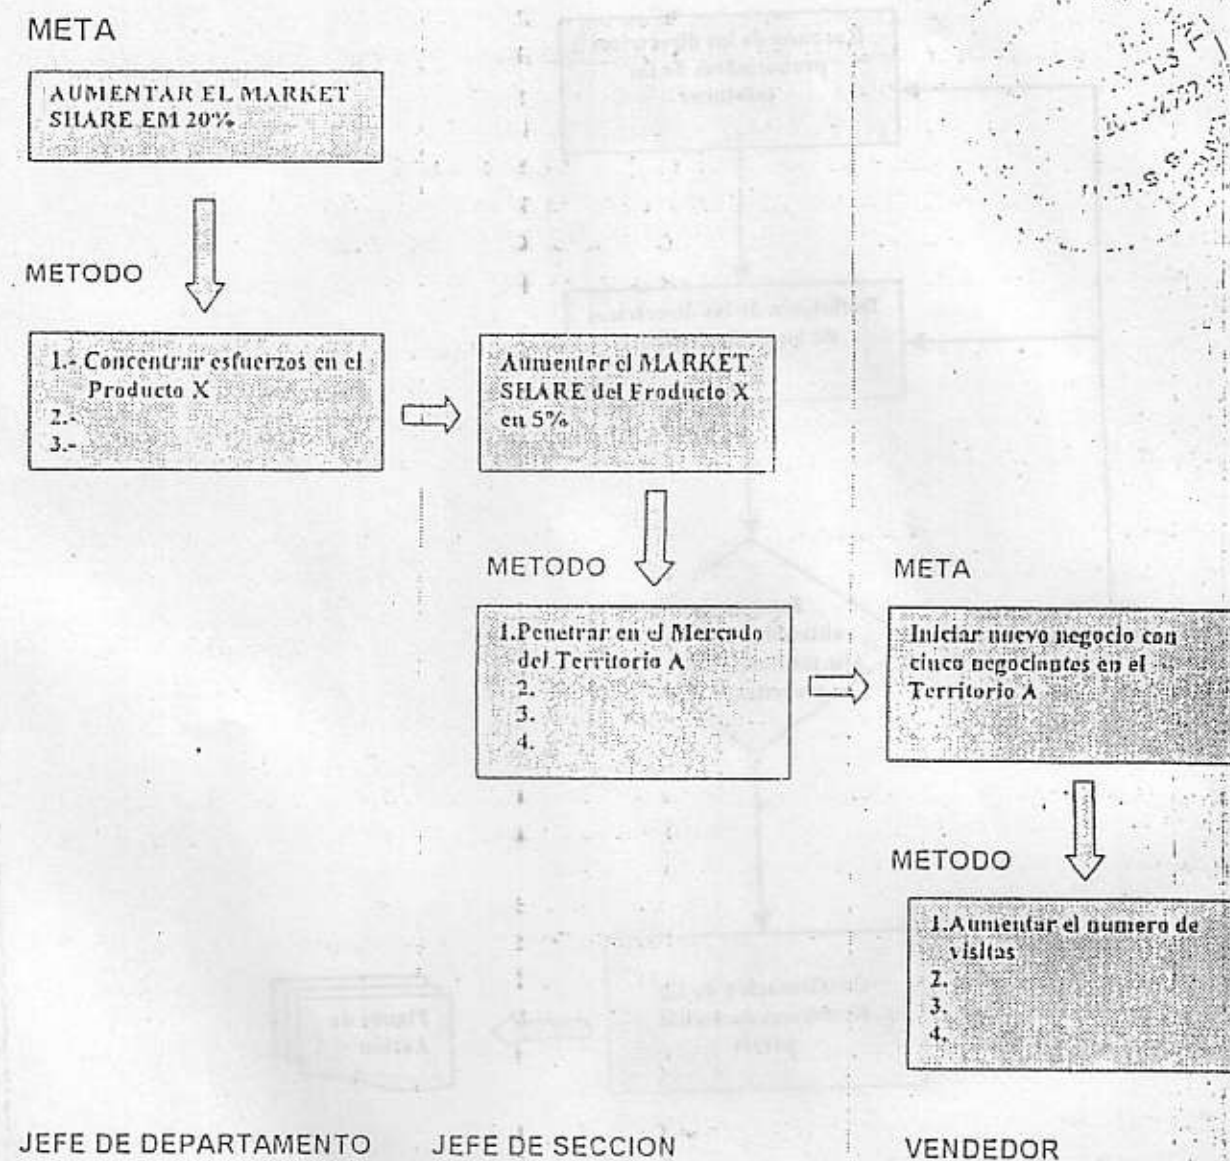 META
AUMENTAR EL MARKET
SHARE EM 20%
METODO
1.- Concentrar esfuerzos en el
Producto X
2.-
3.-
Aumentar el MARKET
SHARE del Producto X
en 5%
METODO
1.Penetrar en el Mercado
del Territorio A
2.
3.
4.
META
Iniciar nuevo negocio con
cinco negociantes en el
Territorio A
METODO
1.Aumentar el numero de
visitas
2.
3.
4.
JEFE DE DEPARTAMENTO
JEFE DE SECCION
VENDEDOR